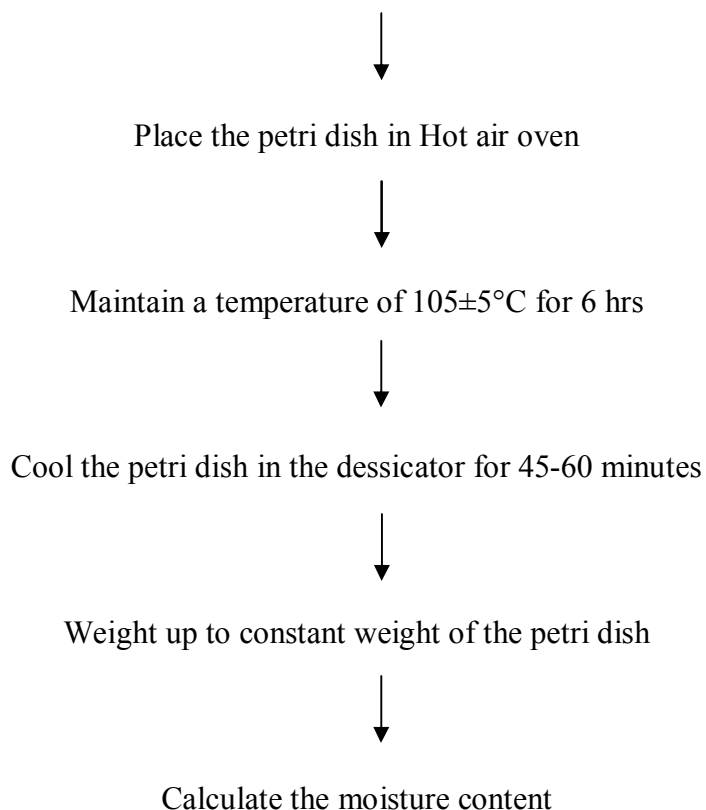 Place the petri dish in Hot air oven
Maintain a temperature of 105±5°C for 6 hrs
Cool the petri dish in the dessicator for 45-60 minutes
Weight up to constant weight of the petri dish
Calculate the moisture content